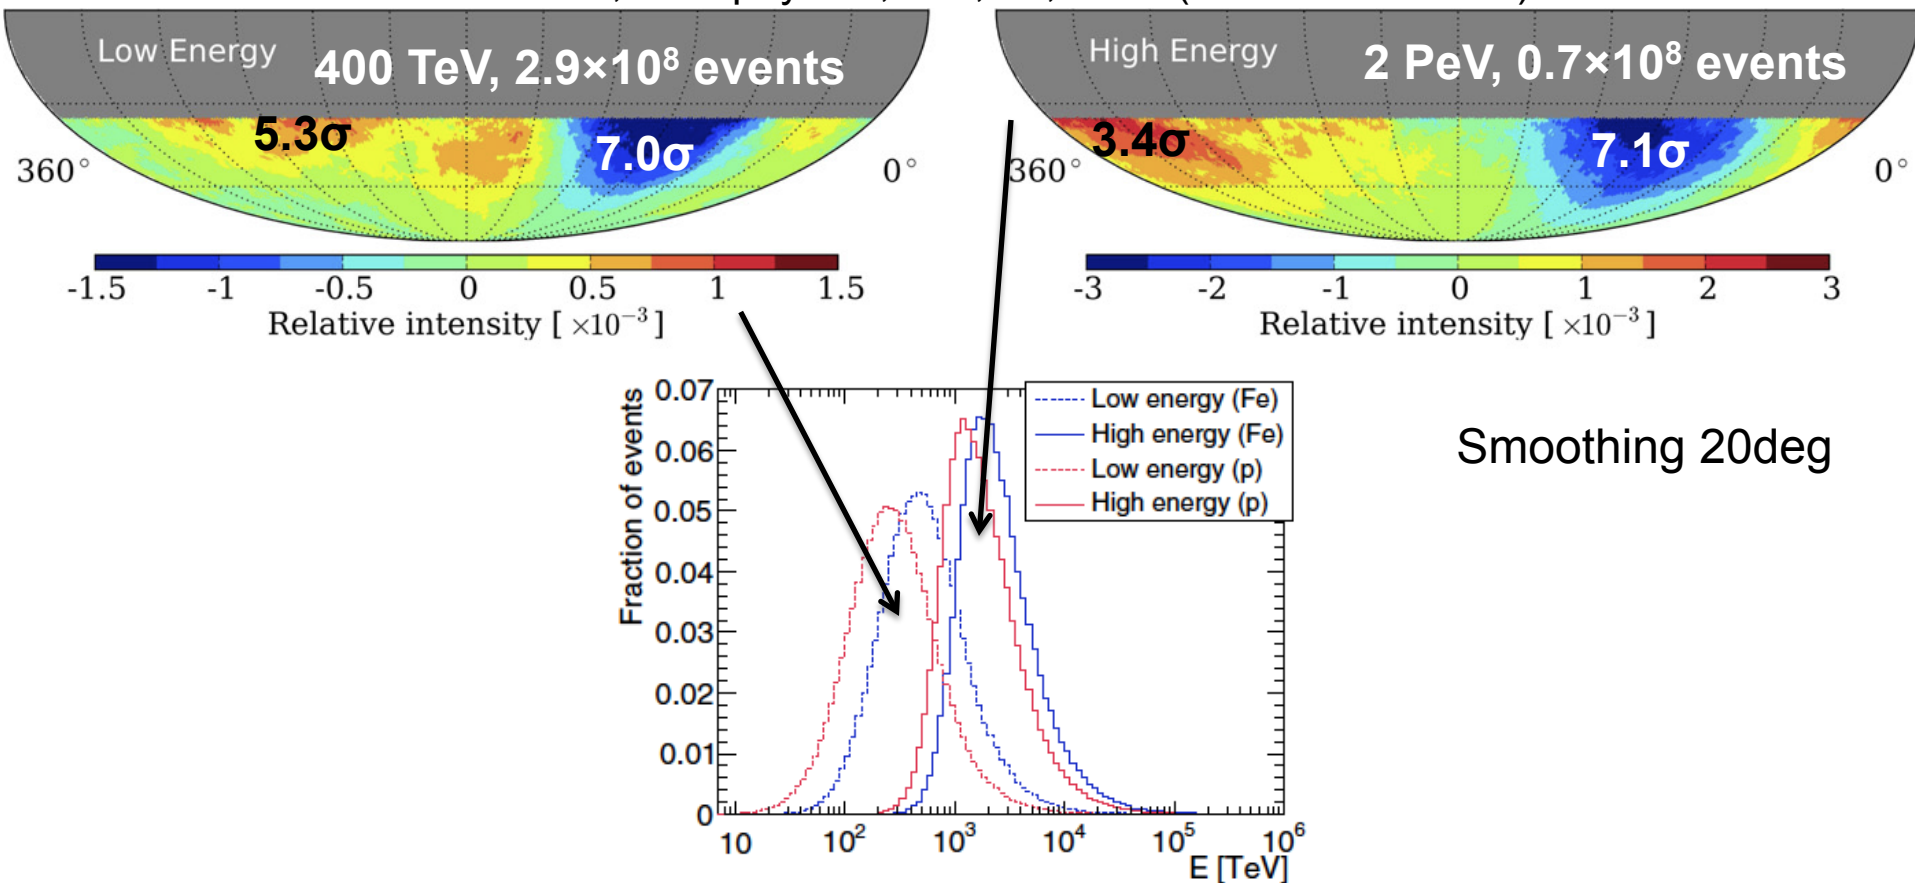 Low Energy
400 TeV, 2.9×10⁸ events
5.3σ
7.0σ
360°
0°
-1.5 -1 -0.5 0 0.5 1 1.5
Relative intensity [ ×10⁻³ ]
High Energy
2 PeV, 0.7×10⁸ events
3.4σ
7.1σ
360°
0°
-3 -2 -1 0 1 2 3
Relative intensity [ ×10⁻³ ]
Fraction of events
0.07
0.06
0.05
0.04
0.03
0.02
0.01
0
Low energy (Fe)
High energy (Fe)
Low energy (p)
High energy (p)
10 10² 10³ 10⁴ 10⁵ 10⁶
E [TeV]
Smoothing 20deg